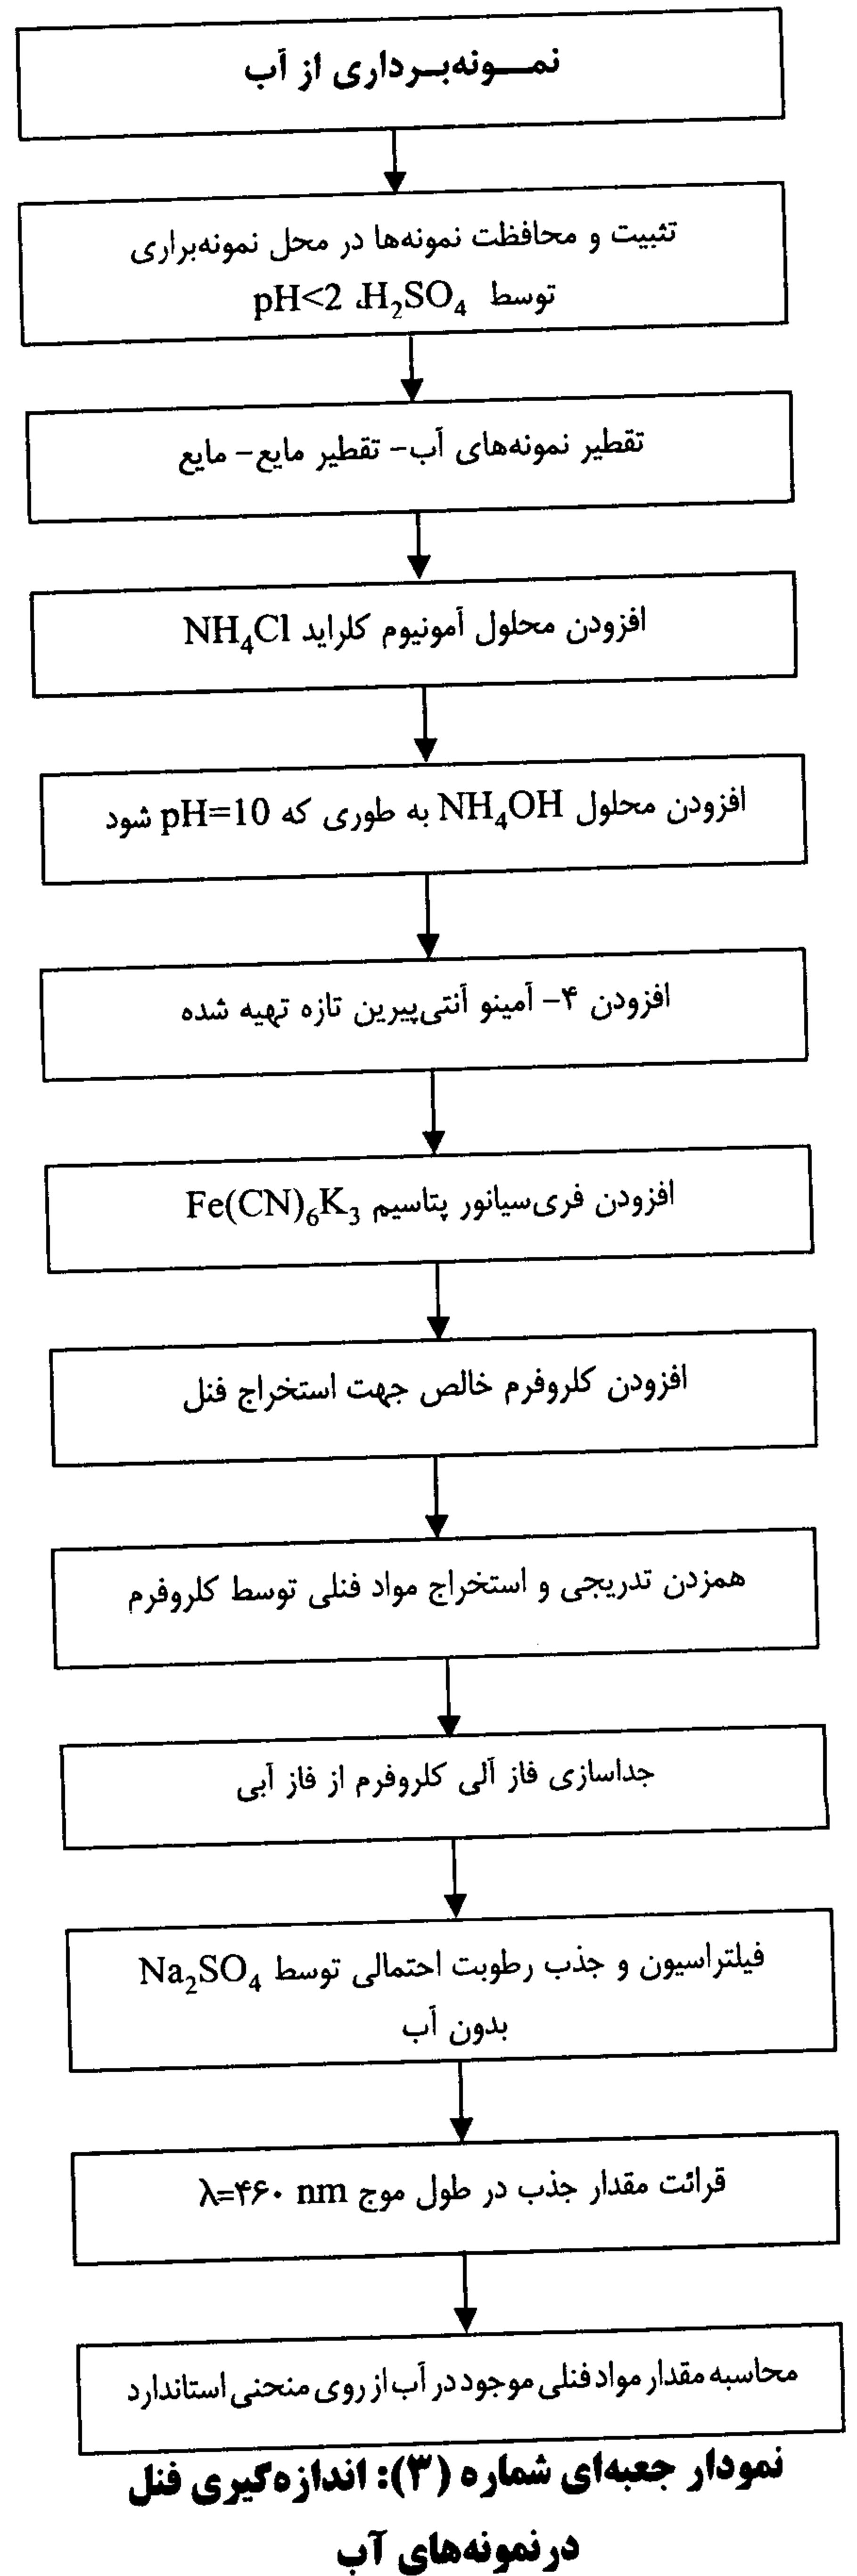 نمـــونه‌بـرداری از آب
تثبیت و محافظت نمونه‌ها در محل نمونه‌براری
توسط H₂SO₄، pH<2
تقطیر نمونه‌های آب- تقطیر مایع- مایع
افزودن محلول آمونیوم کلراید NH₄Cl
افزودن محلول NH₄OH به طوری که pH=10 شود
افزودن ۴- آمینو آنتی‌پیرین تازه تهیه شده
افزودن فری‌سیانور پتاسیم Fe(CN)₆K₃
افزودن کلروفرم خالص جهت استخراج فنل
همزدن تدریجی و استخراج مواد فنلی توسط کلروفرم
جداسازی فاز آلی کلروفرم از فاز آبی
فیلتراسیون و جذب رطوبت احتمالی توسط Na₂SO₄
بدون آب
قرائت مقدار جذب در طول موج λ=۴۶۰ nm
محاسبه مقدار مواد فنلی موجود در آب از روی منحنی استاندارد
نمودار جعبه‌ای شماره (۳): اندازه‌گیری فنل
در نمونه‌های آب